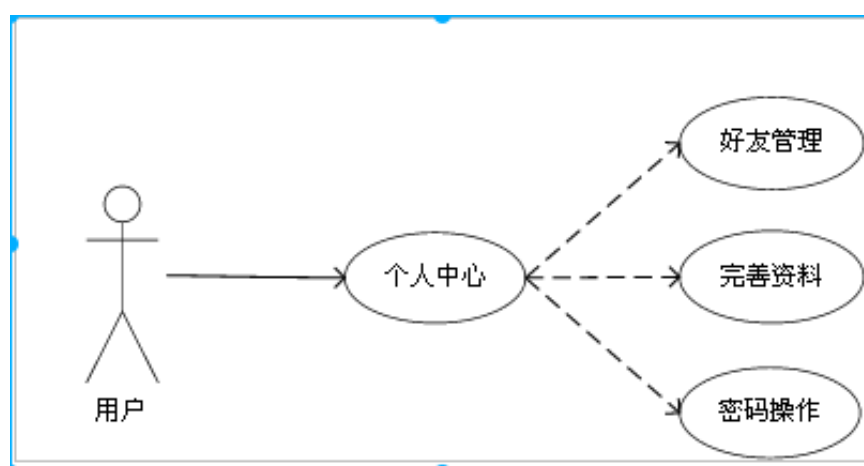 好友管理
个人中心
完善资料
用户
密码操作